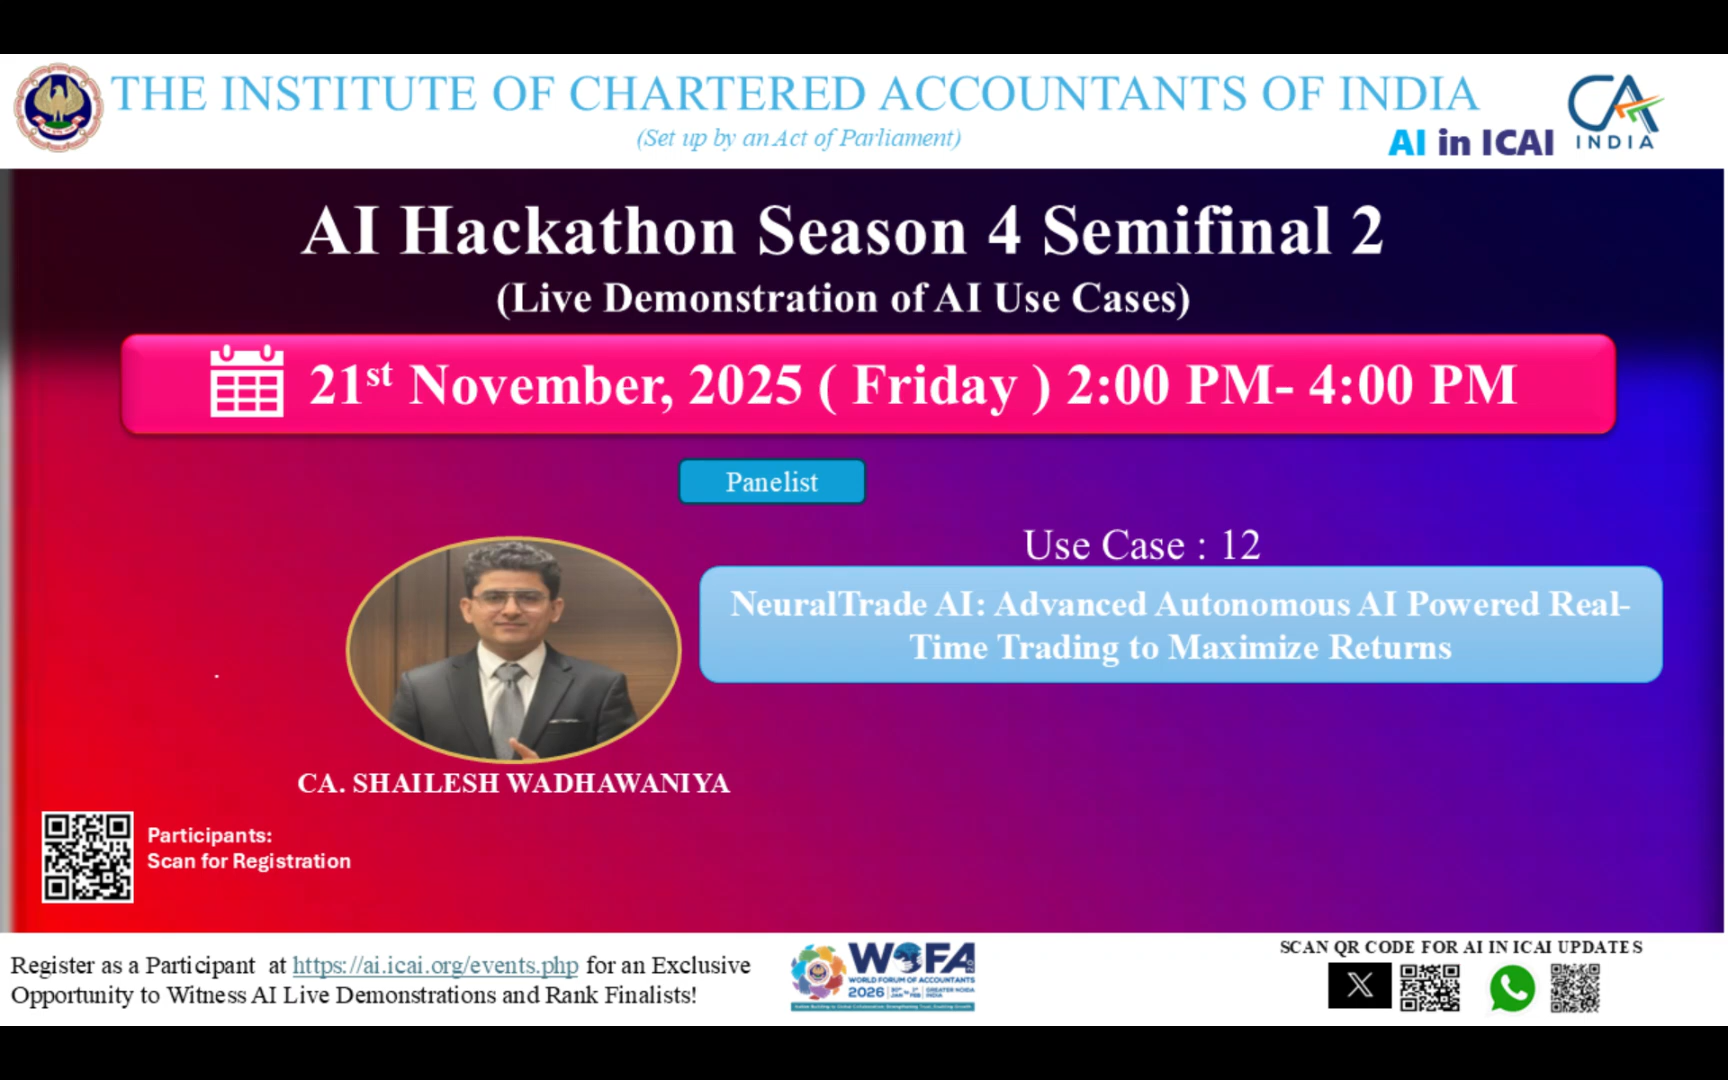 THE INSTITUTE OF CHARTERED ACCOUNTANTS OF INDIA
(Set up by an Act of Parliament)
AI in ICAI
CA
INDIA
AI Hackathon Season 4 Semifinal 2
(Live Demonstration of AI Use Cases)
21st November, 2025 ( Friday ) 2:00 PM- 4:00 PM
Panelist
Use Case : 12
NeuralTrade AI: Advanced Autonomous AI Powered Real-
Time Trading to Maximize Returns
CA. SHAILESH WADHAWANIYA
Participants:
Scan for Registration
Register as a Participant at https://ai.icai.org/events.php for an Exclusive
Opportunity to Witness AI Live Demonstrations and Rank Finalists!
WOFA
WORLD FORUM OF ACCOUNTANTS
2026
GREATER NOIDA
INDIA
SCAN QR CODE FOR AI IN ICAI UPDATES
X